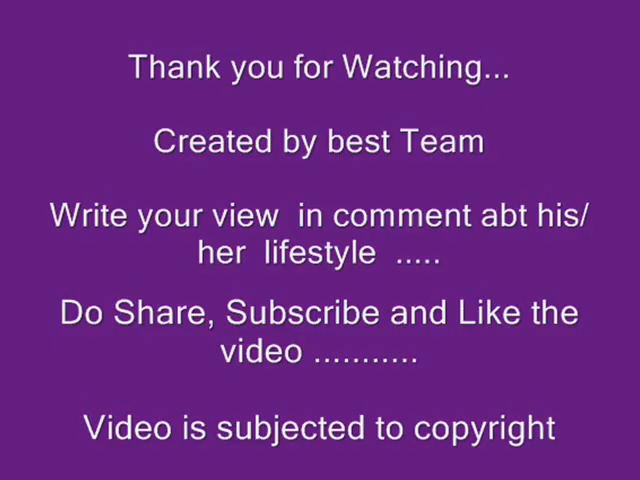 Thank you for Watching...
Created by best Team
Write your view  in comment abt his/
her  lifestyle  .....
Do Share, Subscribe and Like the
video ...........
Video is subjected to copyright